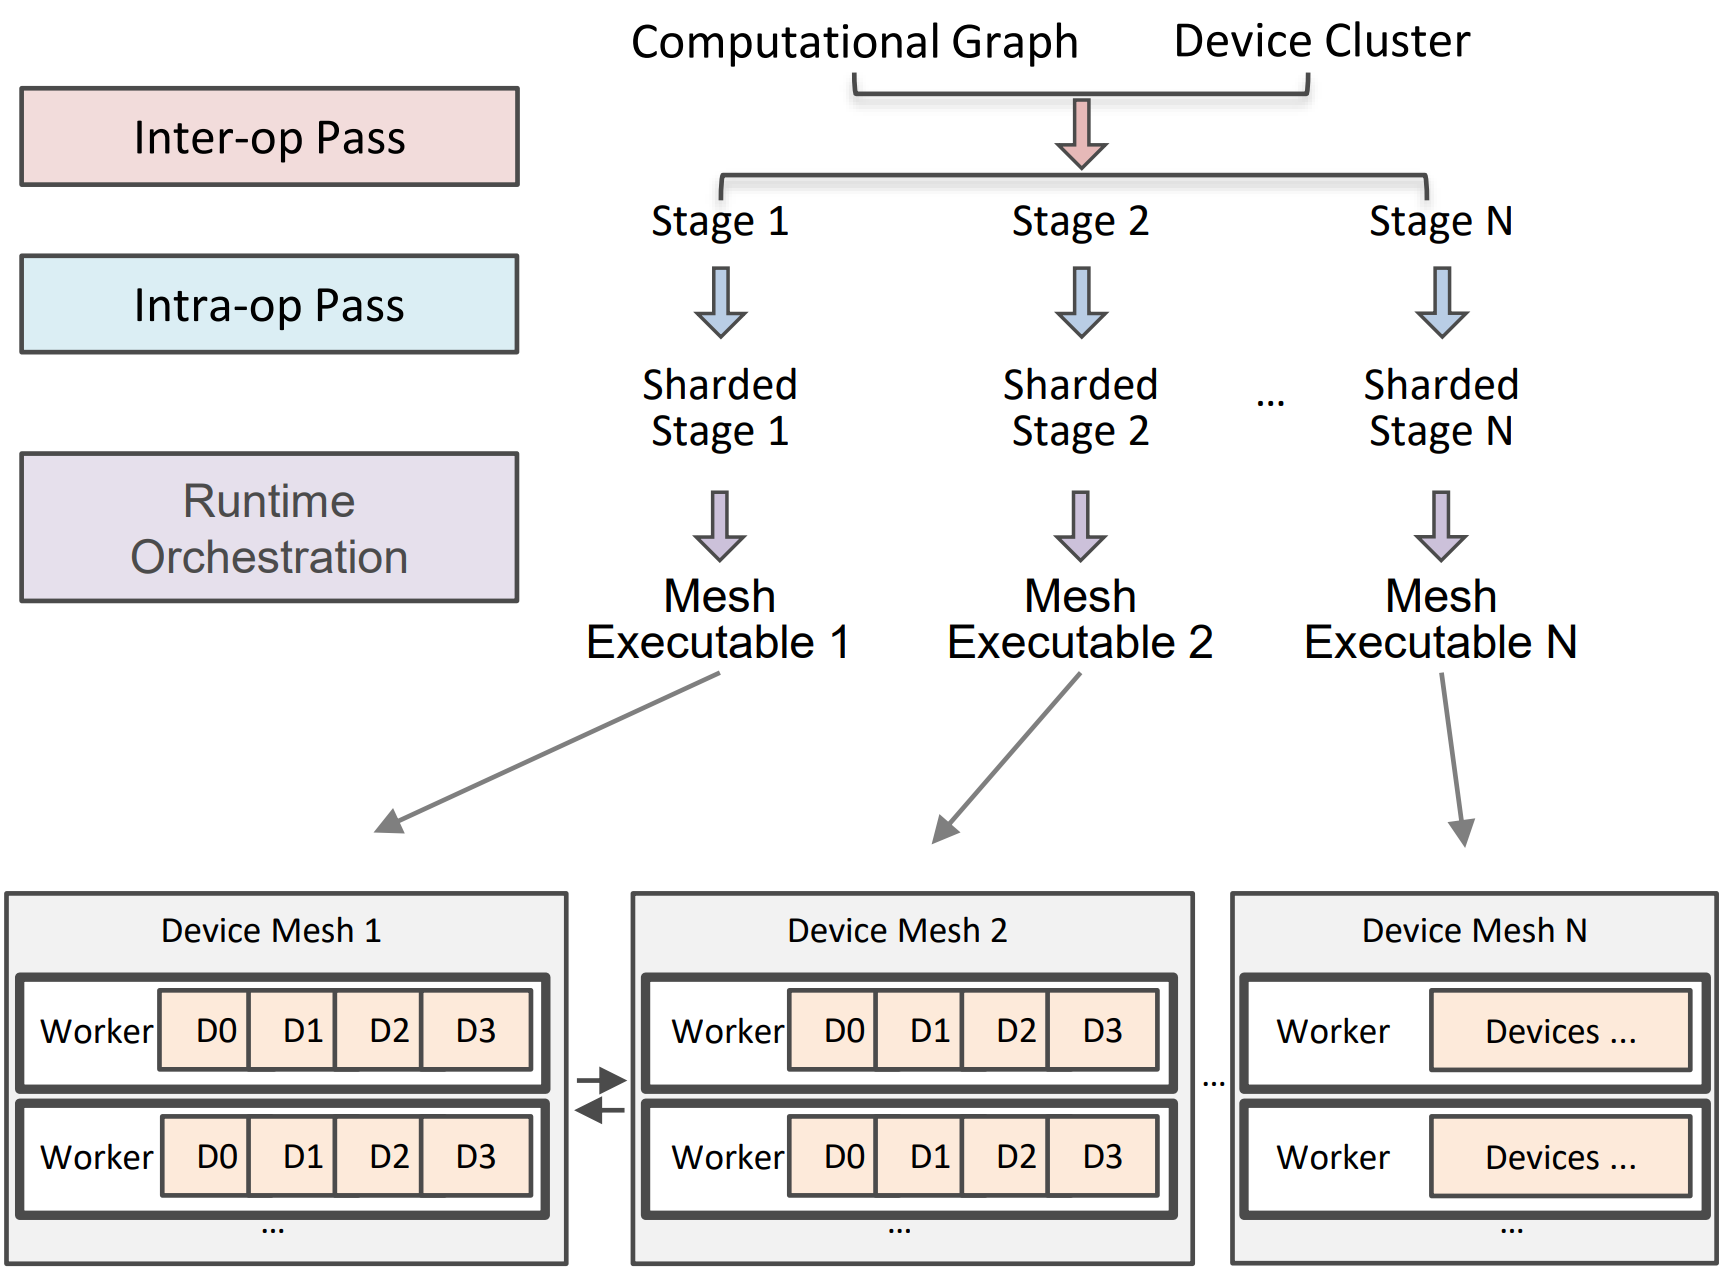 Computational Graph Device Cluster
Inter-op Pass
Stage 1 Stage 2 Stage N
Intra-op Pass
Sharded Sharded ... Sharded
Stage 1 Stage 2 Stage N
Runtime
Orchestration
Mesh Mesh Mesh
Executable 1 Executable 2 Executable N
Device Mesh 1
Worker D0 D1 D2 D3
Worker D0 D1 D2 D3
...
Device Mesh 2
Worker D0 D1 D2 D3
Worker D0 D1 D2 D3
...
...
Device Mesh N
Worker Devices ...
Worker Devices ...
...